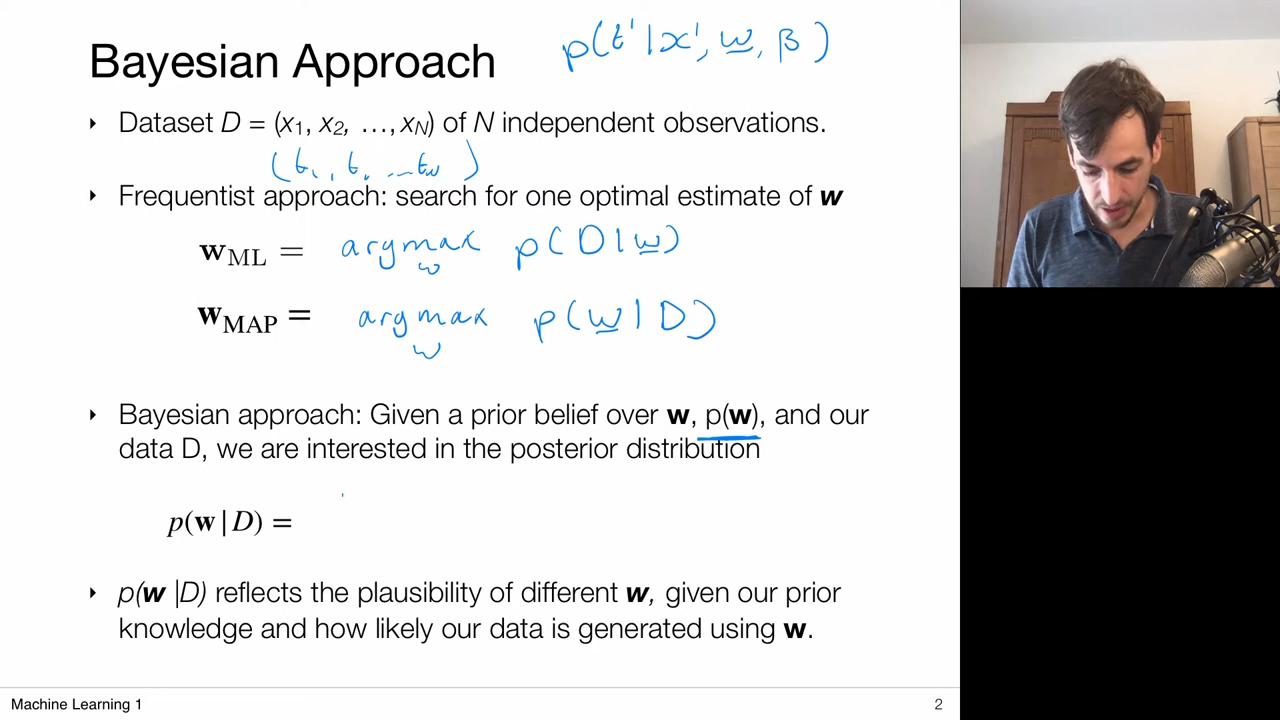 Bayesian Approach
p(t' | x', w, β)
‣ Dataset D = (x1, x2, …, xN) of N independent observations.
(t1, t2, ... tN)
‣ Frequentist approach: search for one optimal estimate of w
wML = argmax w p(D | w)
wMAP = argmax w p(w | D)
‣ Bayesian approach: Given a prior belief over w, p(w), and our
data D, we are interested in the posterior distribution
p(w | D) =
‣ p(w |D) reflects the plausibility of different w, given our prior
knowledge and how likely our data is generated using w.
Machine Learning 1
2